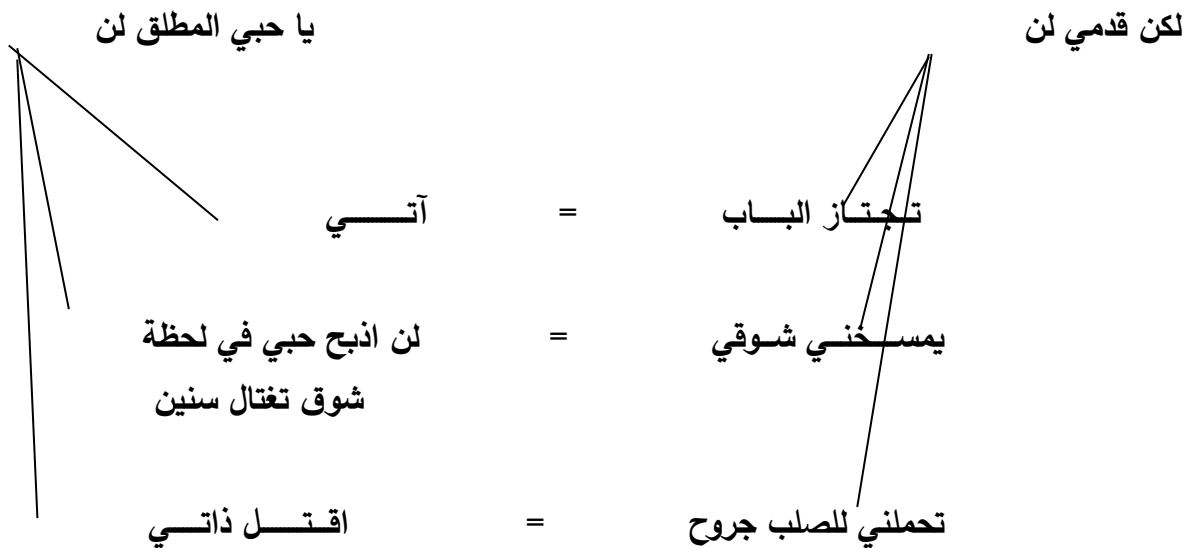 لكن قدمي لن يا حبي المطلق لن
تجتاز الباب = آتي
يمسخني شوقي = لن اذبح حبي في لحظة
شوق تغتال سنين
تحملني للصلب جروح = اقتل ذاتي